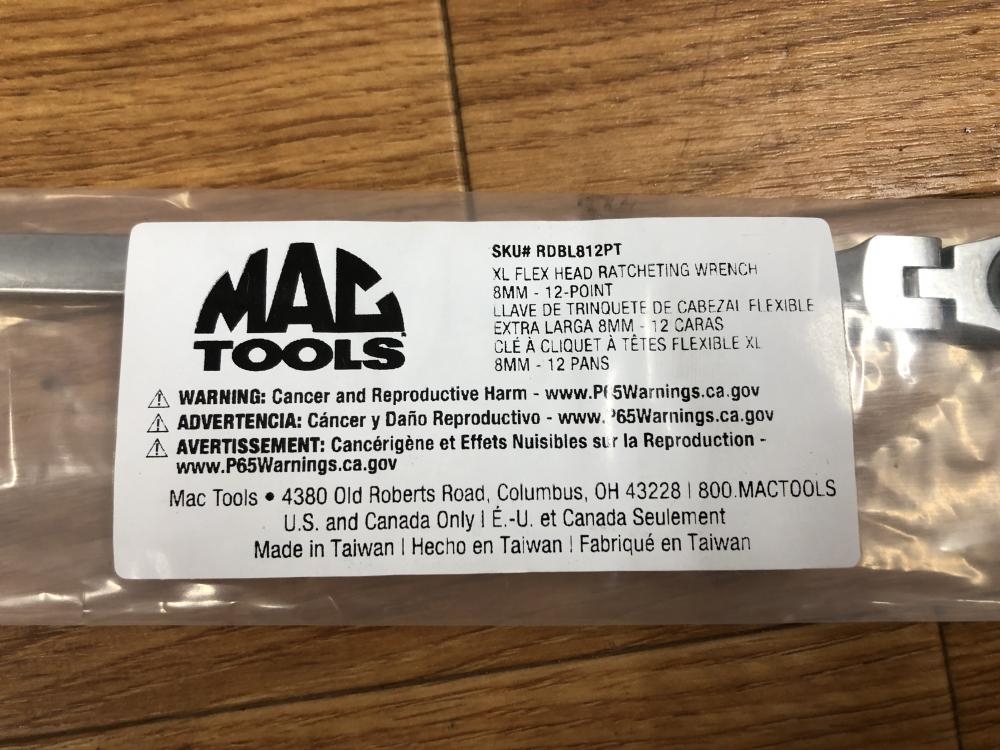 MAC
TOOLS
SKU# RDBL812PT
XL FLEX HEAD RATCHETING WRENCH
8MM - 12-POINT
LLAVE DE TRINQUETE DE CABEZAL FLEXIBLE
EXTRA LARGA 8MM - 12 CARAS
CLÉ À CLIQUET À TÊTES FLEXIBLE XL
8MM - 12 PANS
⚠ WARNING: Cancer and Reproductive Harm - www.P65Warnings.ca.gov
⚠ ADVERTENCIA: Cáncer y Daño Reproductivo - www.P65Warnings.ca.gov
⚠ AVERTISSEMENT: Cancérigène et Effets Nuisibles sur la Reproduction -
www.P65Warnings.ca.gov
Mac Tools • 4380 Old Roberts Road, Columbus, OH 43228 | 800.MACTOOLS
U.S. and Canada Only | É.-U. et Canada Seulement
Made in Taiwan | Hecho en Taiwan | Fabriqué en Taiwan